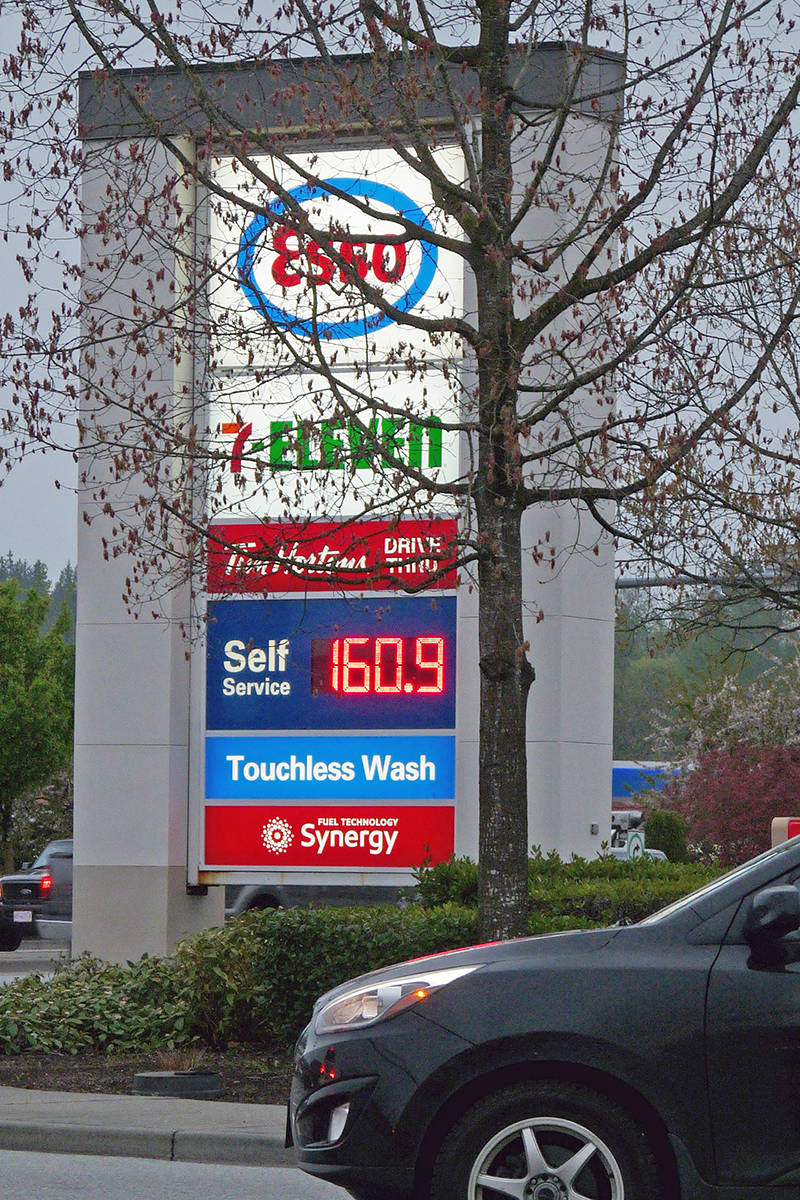 Esso
7-ELEVEn
Tim Hortons
DRIVE
THRU
Self
Service
160.9
Touchless Wash
FUEL TECHNOLOGY
Synergy